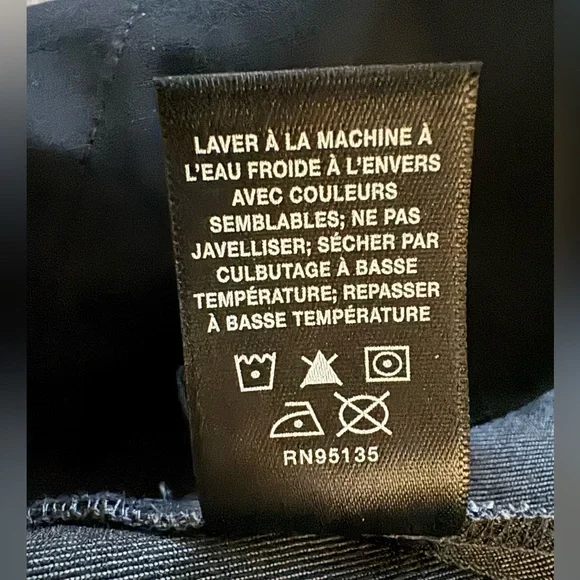 LAVER À LA MACHINE À
L'EAU FROIDE À L'ENVERS
AVEC COULEURS
SEMBLABLES; NE PAS
JAVELLISER; SÉCHER PAR
CULBUTAGE À BASSE
TEMPÉRATURE; REPASSER
À BASSE TEMPÉRATURE
RN95135